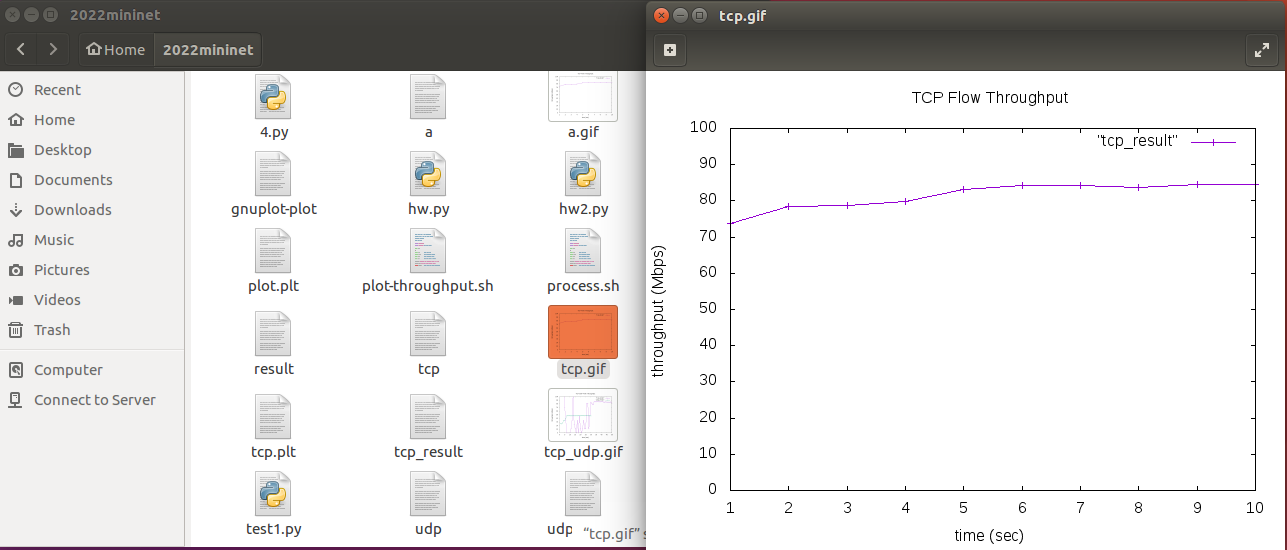 2022mininet
Home
2022mininet
Recent
Home
Desktop
Documents
Downloads
Music
Pictures
Videos
Trash
Computer
Connect to Server
4.py
a
a.gif
gnuplot-plot
hw.py
hw2.py
plot.plt
plot-throughput.sh
process.sh
result
tcp
tcp.gif
tcp.plt
tcp_result
tcp_udp.gif
test1.py
udp
udp
“tcp.gif” s
tcp.gif
TCP Flow Throughput
"tcp_result"
throughput (Mbps)
100
90
80
70
60
50
40
30
20
10
0
1 2 3 4 5 6 7 8 9 10
time (sec)